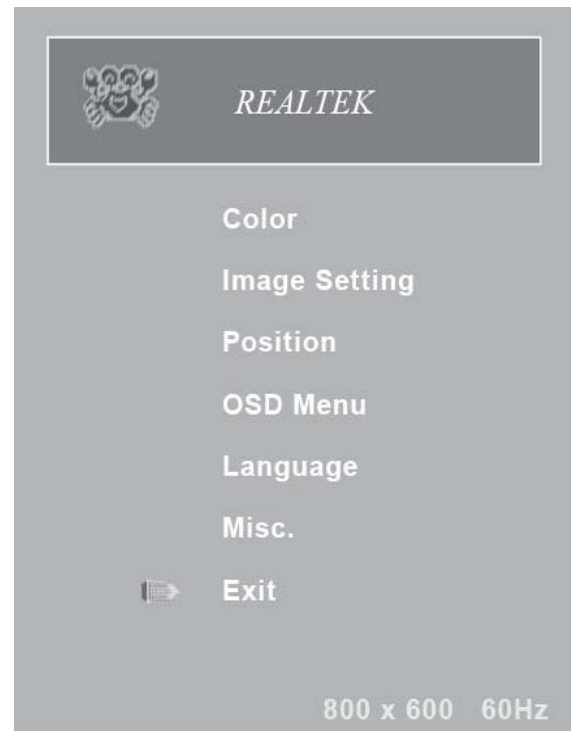 REALTEK
Color
Image Setting
Position
OSD Menu
Language
Misc.
Exit
800 x 600 60Hz